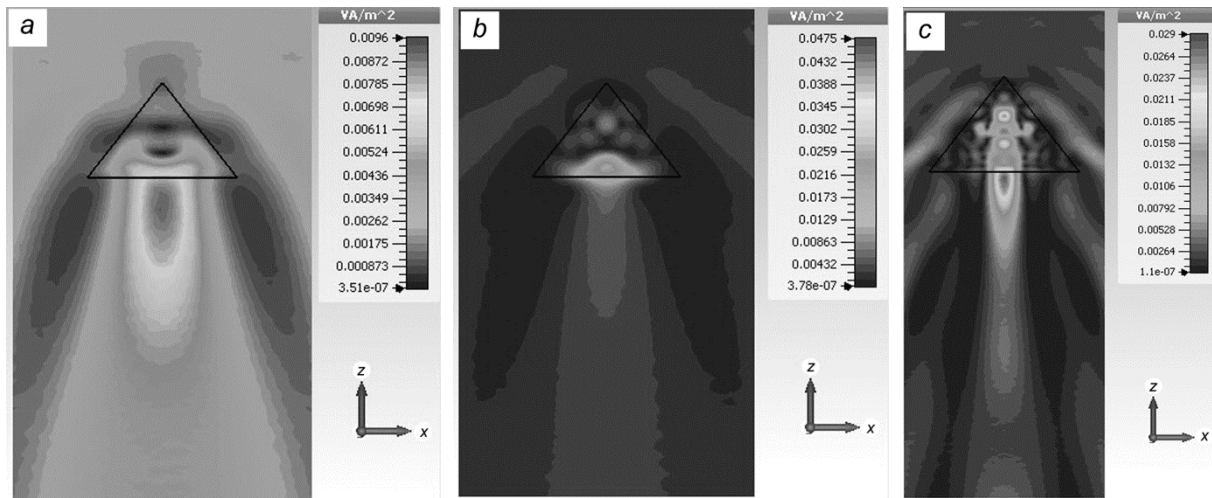 a
VA/m^2
0.0096
0.00872
0.00785
0.00698
0.00611
0.00524
0.00436
0.00349
0.00262
0.00175
0.000873
3.51e-07
z
x
b
VA/m^2
0.0475
0.0432
0.0388
0.0345
0.0302
0.0259
0.0216
0.0173
0.0129
0.00863
0.00432
3.78e-07
z
x
c
VA/m^2
0.029
0.0264
0.0237
0.0211
0.0185
0.0158
0.0132
0.0106
0.00792
0.00528
0.00264
1.1e-07
z
x